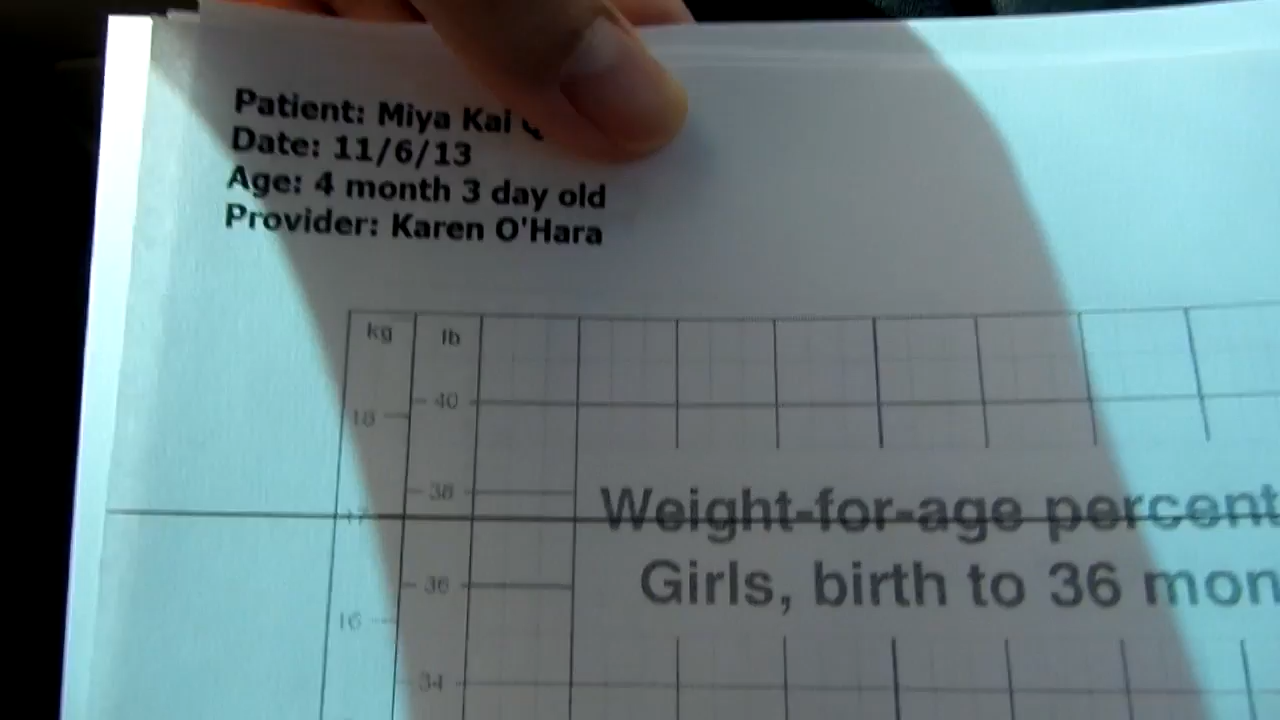 Patient: Miya Kai
Date: 11/6/13
Age: 4 month 3 day old
Provider: Karen O'Hara
kg lb
40
18
38
17
Weight-for-age percent
Girls, birth to 36 mon
36
16
34